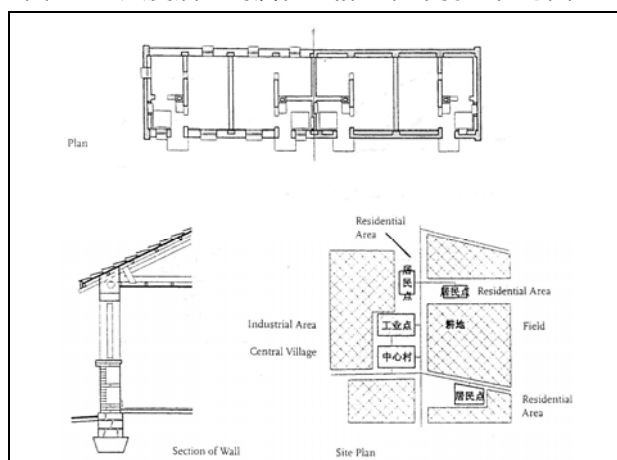 Plan
Residential
Area
居民点
居民点
Residential Area
Industrial Area
工业点
耕地
Field
Central Village
中心村
居民点
Residential
Area
Section of Wall
Site Plan